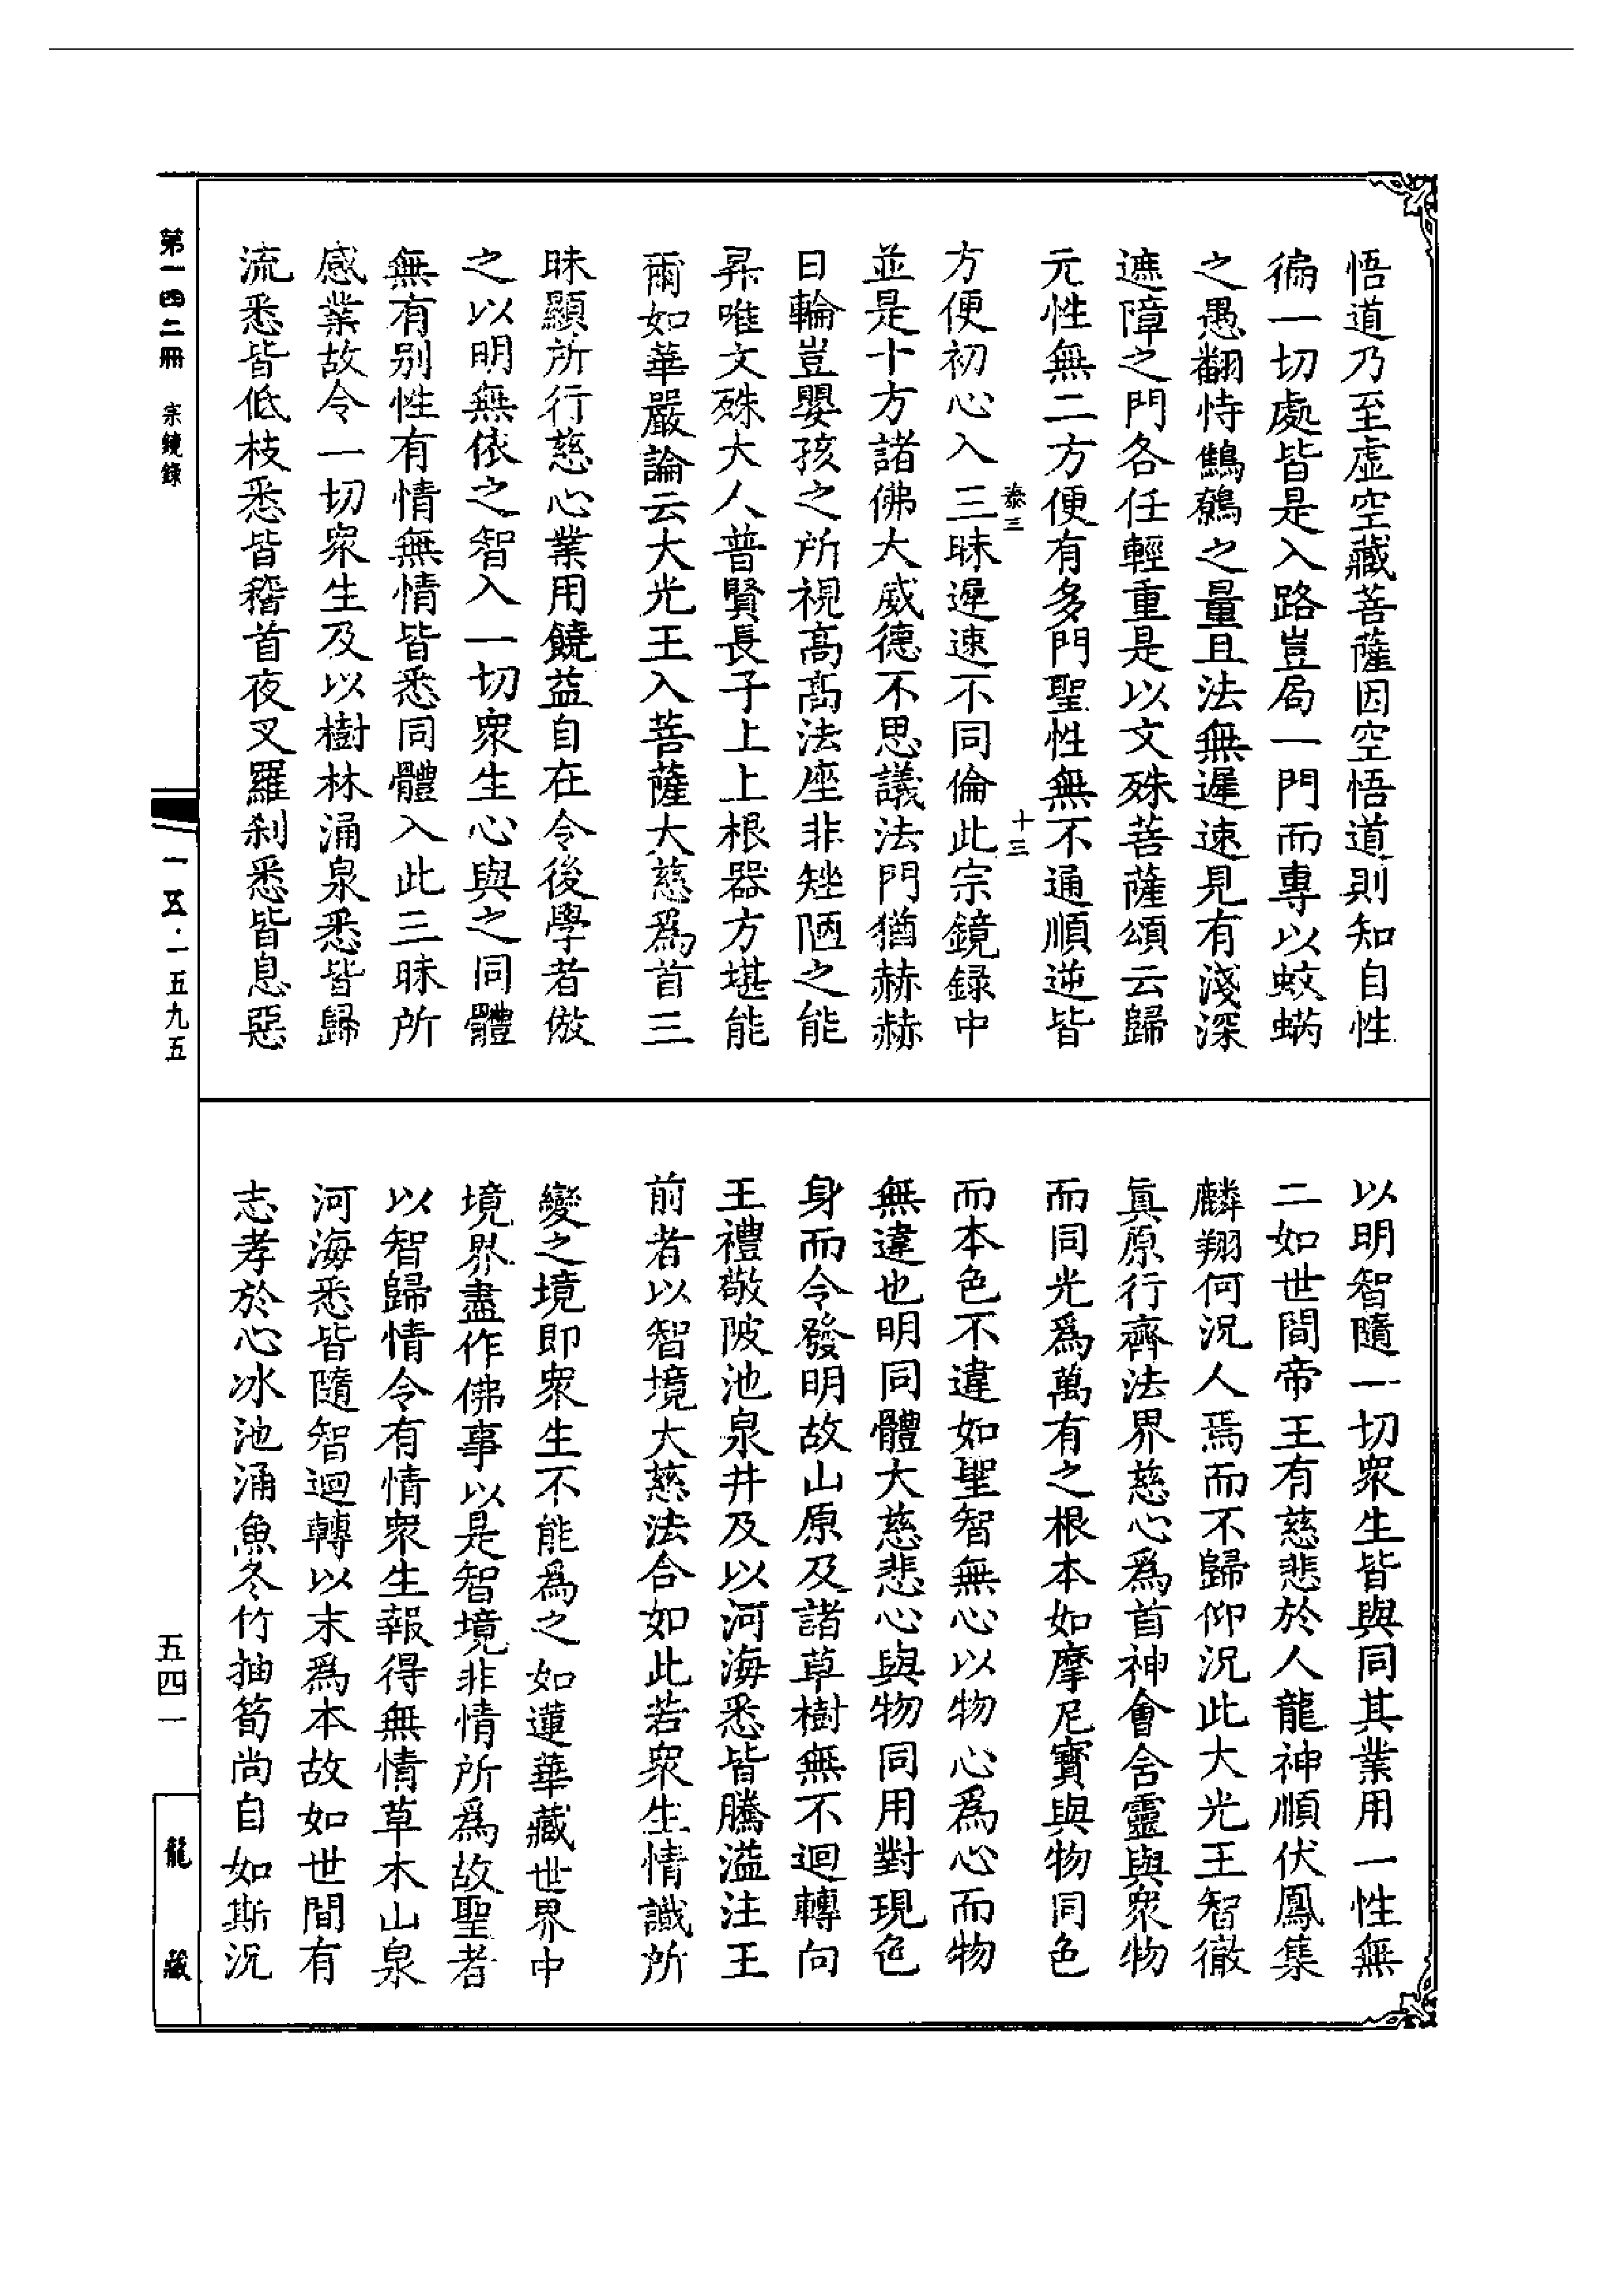 悟道乃至虛空藏菩薩因空悟道則知自性
徧一切處皆是入路豈局一門而專以蚊蜹
之愚翻恃鷦鷯之量且法無遲速見有淺深
遮障之門各任輕重是以文殊菩薩頌云歸
元性無二方便有多門聖性無不通順逆皆
泰三
十三
方便初心入三昧遲速不同倫此宗鏡録中
並是十方諸佛大威德不思議法門猶赫赫
日輪豈嬰孩之所視高高法座非矬陋之能
昇唯文殊大人普賢長子上上根器方堪能
爾如華嚴論云大光王入菩薩大慈爲首三
昧顯所行慈心業用饒益自在令後學者倣
之以明無依之智入一切衆生心與之同體
無有别性有情無情皆悉同體入此三昧所
感業故令一切衆生及以樹林涌泉悉皆歸
流悉皆低枝悉皆稽首夜叉羅刹悉皆息惡
以明智隨一切衆生皆與同其業用一性無
二如世間帝王有慈悲於人龍神順伏鳳集
麟翔何況人焉而不歸仰況此大光王智徹
眞原行齊法界慈心爲首神會含靈與衆物
而同光爲萬有之根本如摩尼寶與物同色
而本色不違如聖智無心以物心爲心而物
無違也明同體大慈悲心與物同用對現色
身而令發明故山原及諸草樹無不迴轉向
王禮敬陂池泉井及以河海悉皆騰溢注王
前者以智境大慈法合如此若衆生情識所
變之境即衆生不能爲之如蓮華藏世界中
境界盡作佛事以是智境非情所爲故聖者
以智歸情令有情衆生報得無情草木山泉
河海悉皆隨智迴轉以末爲本故如世間有
志孝於心冰池涌魚冬竹抽筍尚自如斯況
第一四二冊 宗鏡錄
一五·一五九五
五四一
龍藏